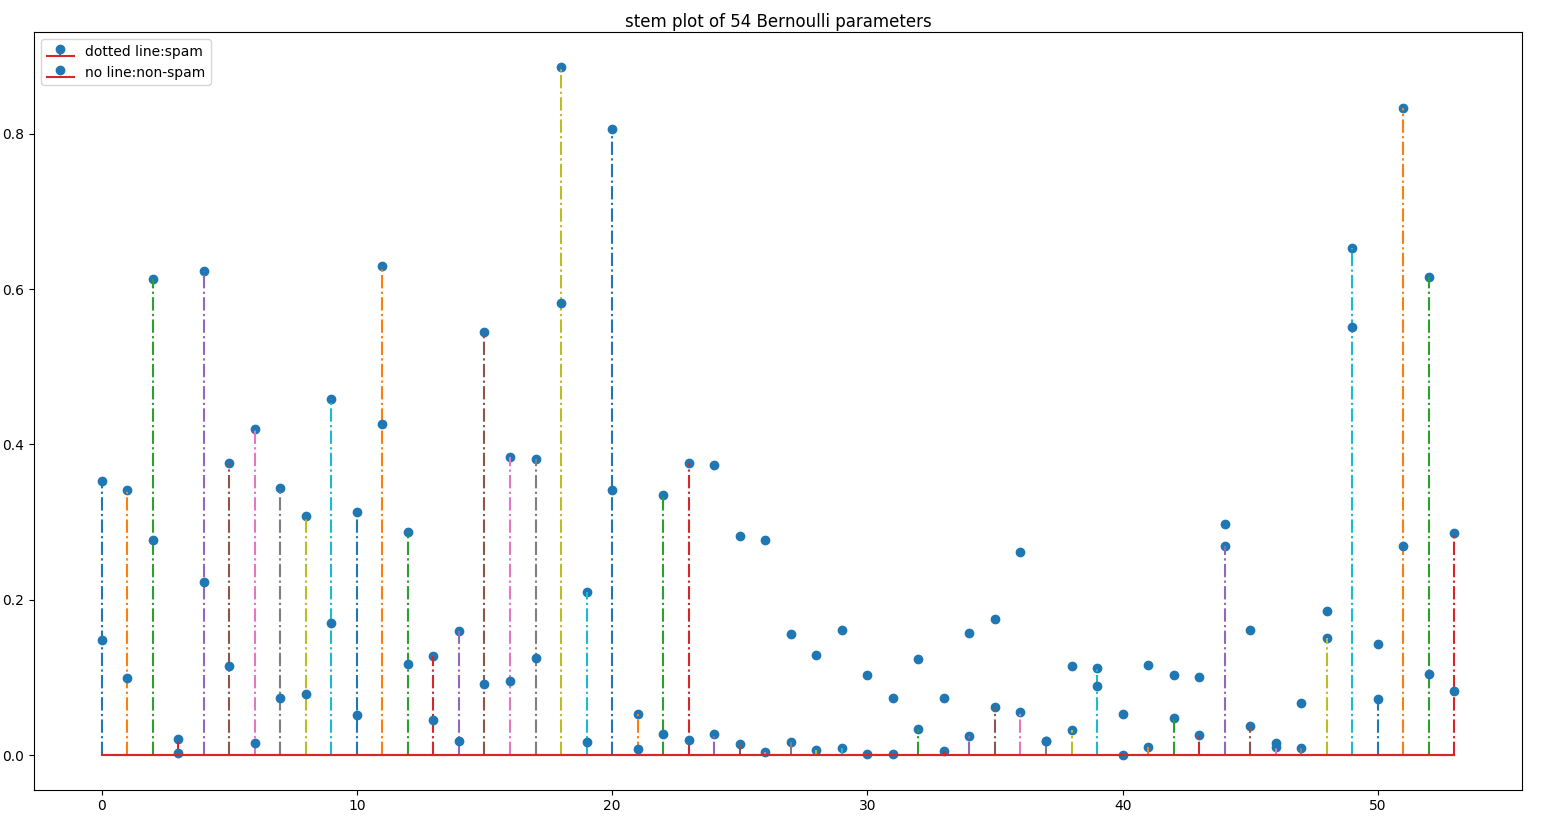 stem plot of 54 Bernoulli parameters
dotted line:spam
no line:non-spam
0.8
0.6
0.4
0.2
0.0
0 10 20 30 40 50